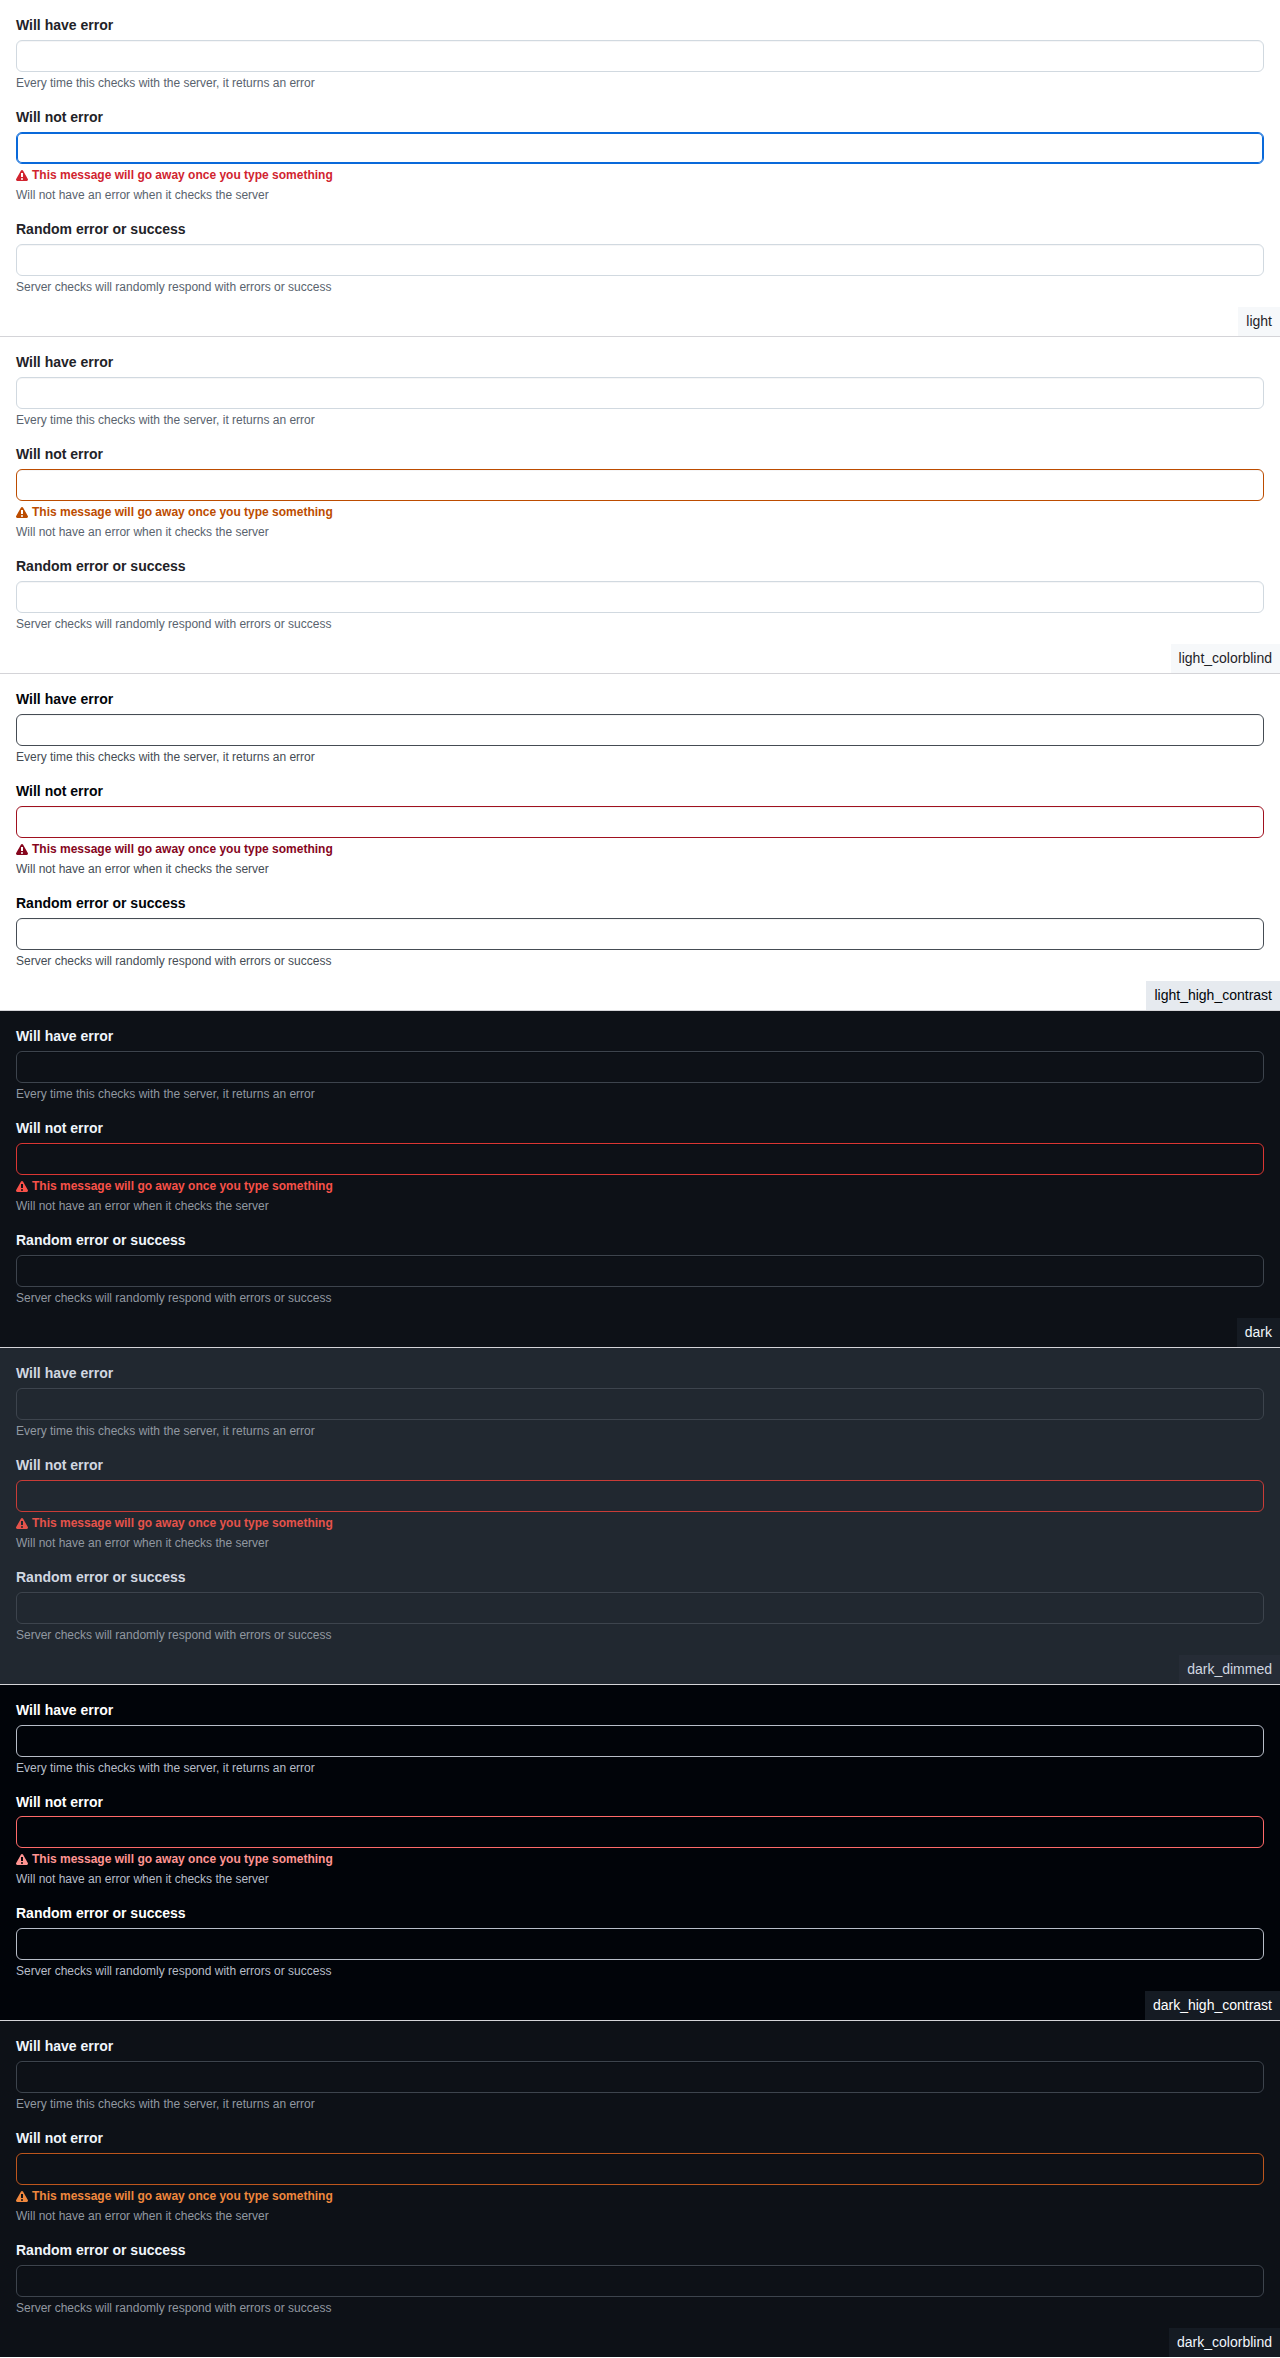 Will have error
Every time this checks with the server, it returns an error
Will not error
This message will go away once you type something
Will not have an error when it checks the server
Random error or success
Server checks will randomly respond with errors or success
light
Will have error
Every time this checks with the server, it returns an error
Will not error
This message will go away once you type something
Will not have an error when it checks the server
Random error or success
Server checks will randomly respond with errors or success
light_colorblind
Will have error
Every time this checks with the server, it returns an error
Will not error
This message will go away once you type something
Will not have an error when it checks the server
Random error or success
Server checks will randomly respond with errors or success
light_high_contrast
Will have error
Every time this checks with the server, it returns an error
Will not error
This message will go away once you type something
Will not have an error when it checks the server
Random error or success
Server checks will randomly respond with errors or success
dark
Will have error
Every time this checks with the server, it returns an error
Will not error
This message will go away once you type something
Will not have an error when it checks the server
Random error or success
Server checks will randomly respond with errors or success
dark_dimmed
Will have error
Every time this checks with the server, it returns an error
Will not error
This message will go away once you type something
Will not have an error when it checks the server
Random error or success
Server checks will randomly respond with errors or success
dark_high_contrast
Will have error
Every time this checks with the server, it returns an error
Will not error
This message will go away once you type something
Will not have an error when it checks the server
Random error or success
Server checks will randomly respond with errors or success
dark_colorblind